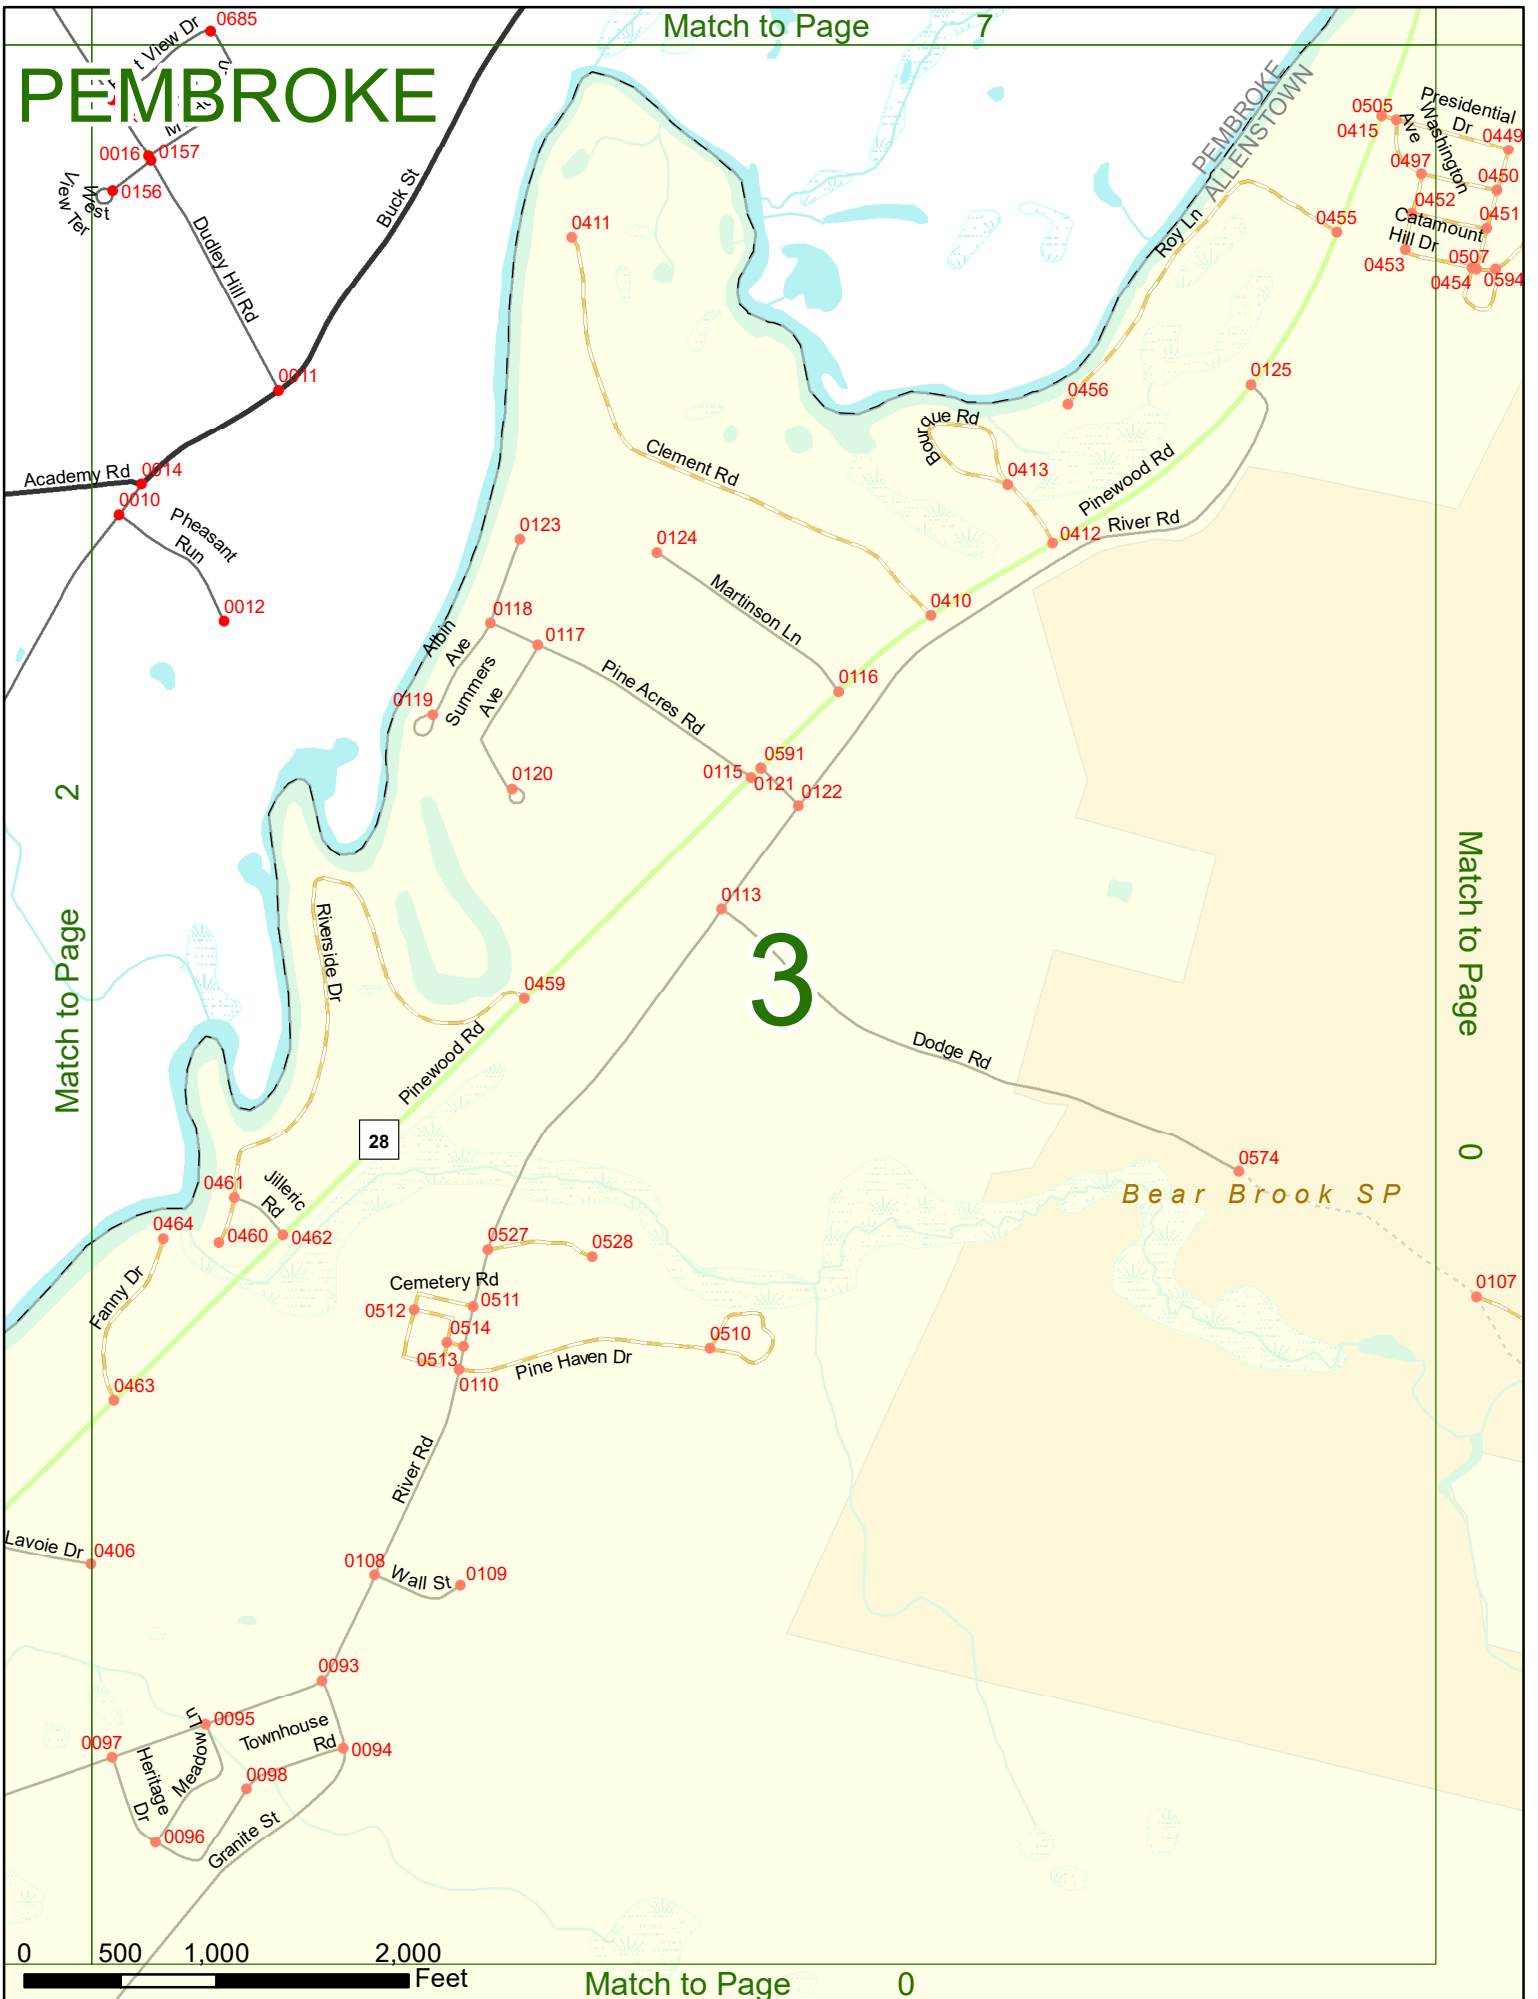 Match to Page 7
PEMBROKE
0685
t View Dr
0016
0157
0156
West
View Ter
Dudley Hill Rd
Buck St
0011
Academy Rd
0014
0010
Pheasant
Run
0012
PEMBROKE
ALLENSTOWN
0505
0415
Presidential
Dr
Washington
Ave
0449
0497
0450
0452
0451
Catamount
Hill Dr
0453
0507
0454
0594
0455
Roy Ln
0411
0125
0456
Bourque Rd
0413
Clement Rd
Pinewood Rd
River Rd
0412
0123
0124
Martinson Ln
0410
0118
0117
Albin
Ave
Summers
Ave
Pine Acres Rd
0116
0119
0591
0115
0121
0122
0120
Match to Page 2
Match to Page 0
0113
3
Riverside Dr
0459
Pinewood Rd
Dodge Rd
28
0574
Bear Brook SP
0461
Jilleric
Rd
0464
0460
0462
0527
0528
Fanny Dr
Cemetery Rd
0107
0512
0511
0514
0513
0510
Pine Haven Dr
0110
0463
River Rd
Lavoie Dr
0406
0108
Wall St
0109
0093
0095
Townhouse
Rd
0094
0097
Meadow Ln
Heritage
Dr
0098
0096
Granite St
0 500 1,000 2,000
Feet
Match to Page 0